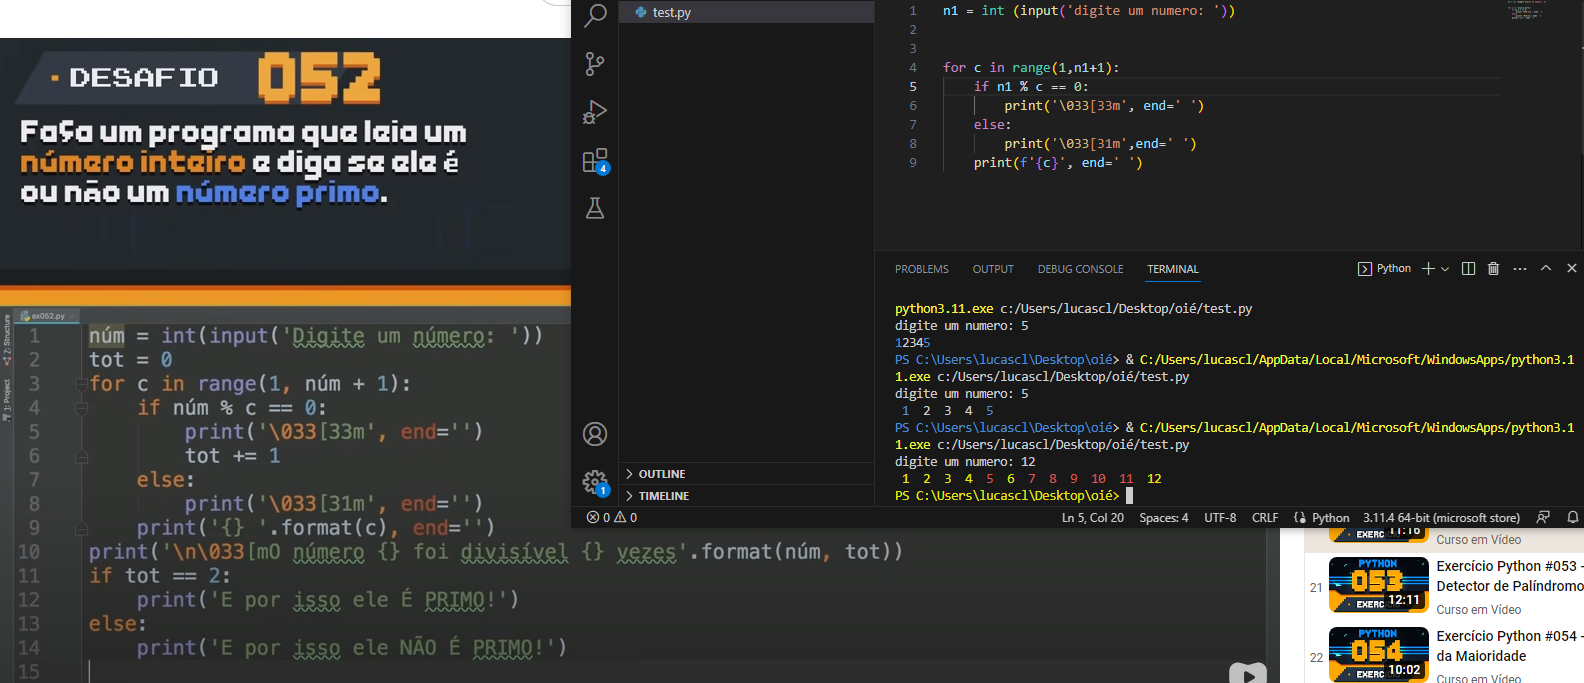 DESAFIO 052
Faça um programa que leia um
número inteiro e diga se ele é
ou não um número primo.
ex052.py
Z: Structure
1: Project
1 núm = int(input('Digite um número: '))
2 tot = 0
3 for c in range(1, núm + 1):
4 if núm % c == 0:
5 print('\033[33m', end='')
6 tot += 1
7 else:
8 print('\033[31m', end='')
9 print('{} '.format(c), end='')
10 print('\n\033[mO número {} foi divisível {} vezes'.format(núm, tot))
11 if tot == 2:
12 print('E por isso ele É PRIMO!')
13 else:
14 print('E por isso ele NÃO É PRIMO!')
15
test.py
4
1
OUTLINE
TIMELINE
1 n1 = int (input('digite um numero: '))
2
3
4 for c in range(1,n1+1):
5 if n1 % c == 0:
6 print('\033[33m', end=' ')
7 else:
8 print('\033[31m',end=' ')
9 print(f'{c}', end=' ')
PROBLEMS OUTPUT DEBUG CONSOLE TERMINAL Python
python3.11.exe c:/Users/lucascl/Desktop/oié/test.py
digite um numero: 5
12345
PS C:\Users\lucascl\Desktop\oié> & C:/Users/lucascl/AppData/Local/Microsoft/WindowsApps/python3.1
1.exe c:/Users/lucascl/Desktop/oié/test.py
digite um numero: 5
1 2 3 4 5
PS C:\Users\lucascl\Desktop\oié> & C:/Users/lucascl/AppData/Local/Microsoft/WindowsApps/python3.1
1.exe c:/Users/lucascl/Desktop/oié/test.py
digite um numero: 12
1 2 3 4 5 6 7 8 9 10 11 12
PS C:\Users\lucascl\Desktop\oié>
0 0 Ln 5, Col 20 Spaces: 4 UTF-8 CRLF Python 3.11.4 64-bit (microsoft store)
EXERCÍC 11:16
Curso em Vídeo
21
PYTHON
053
EXERC 12:11
Exercício Python #053 -
Detector de Palíndromo
Curso em Vídeo
22
PYTHON
054
EXERC 10:02
Exercício Python #054 -
da Maioridade
Curso em Vídeo